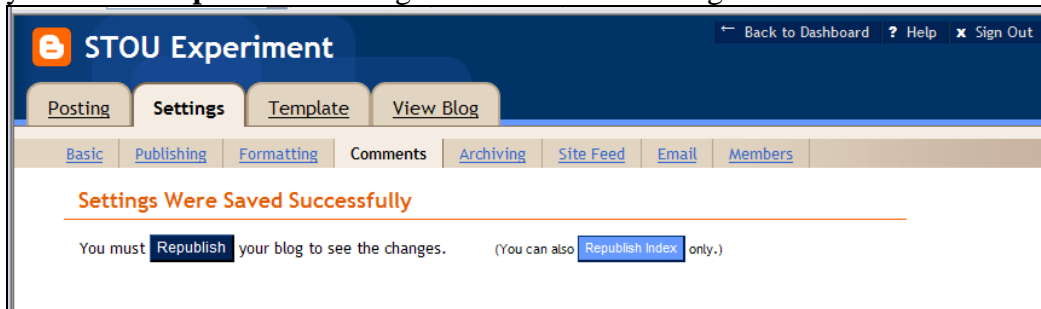 ← Back to Dashboard ? Help x Sign Out
STOU Experiment
Posting Settings Template View Blog
Basic Publishing Formatting Comments Archiving Site Feed Email Members
Settings Were Saved Successfully
You must Republish your blog to see the changes. (You can also Republish Index only.)